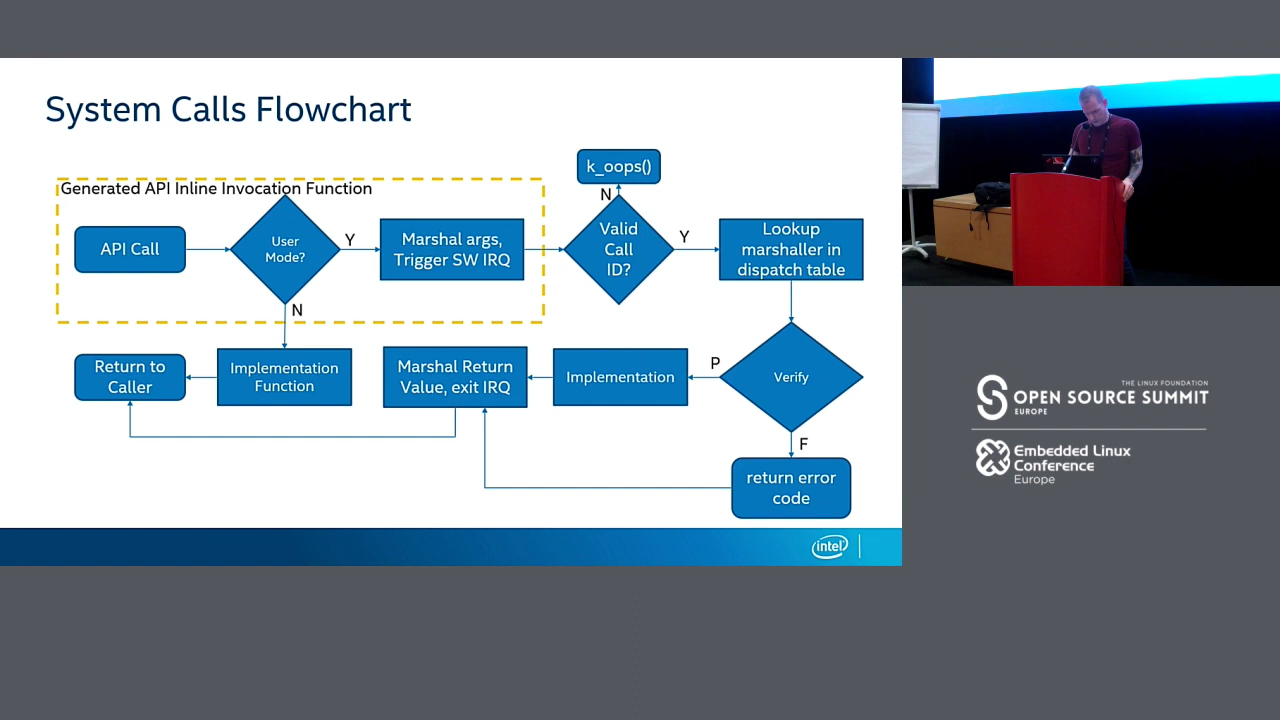 System Calls Flowchart
k_oops()
Generated API Inline Invocation Function
N
API Call
User
Mode?
Y
Marshal args,
Trigger SW IRQ
Valid
Call
ID?
Y
Lookup
marshaller in
dispatch table
N
Return to
Caller
Implementation
Function
Marshal Return
Value, exit IRQ
Implementation
P
Verify
F
return error
code
intel
THE LINUX FOUNDATION
OPEN SOURCE SUMMIT
EUROPE
Embedded Linux
Conference
Europe